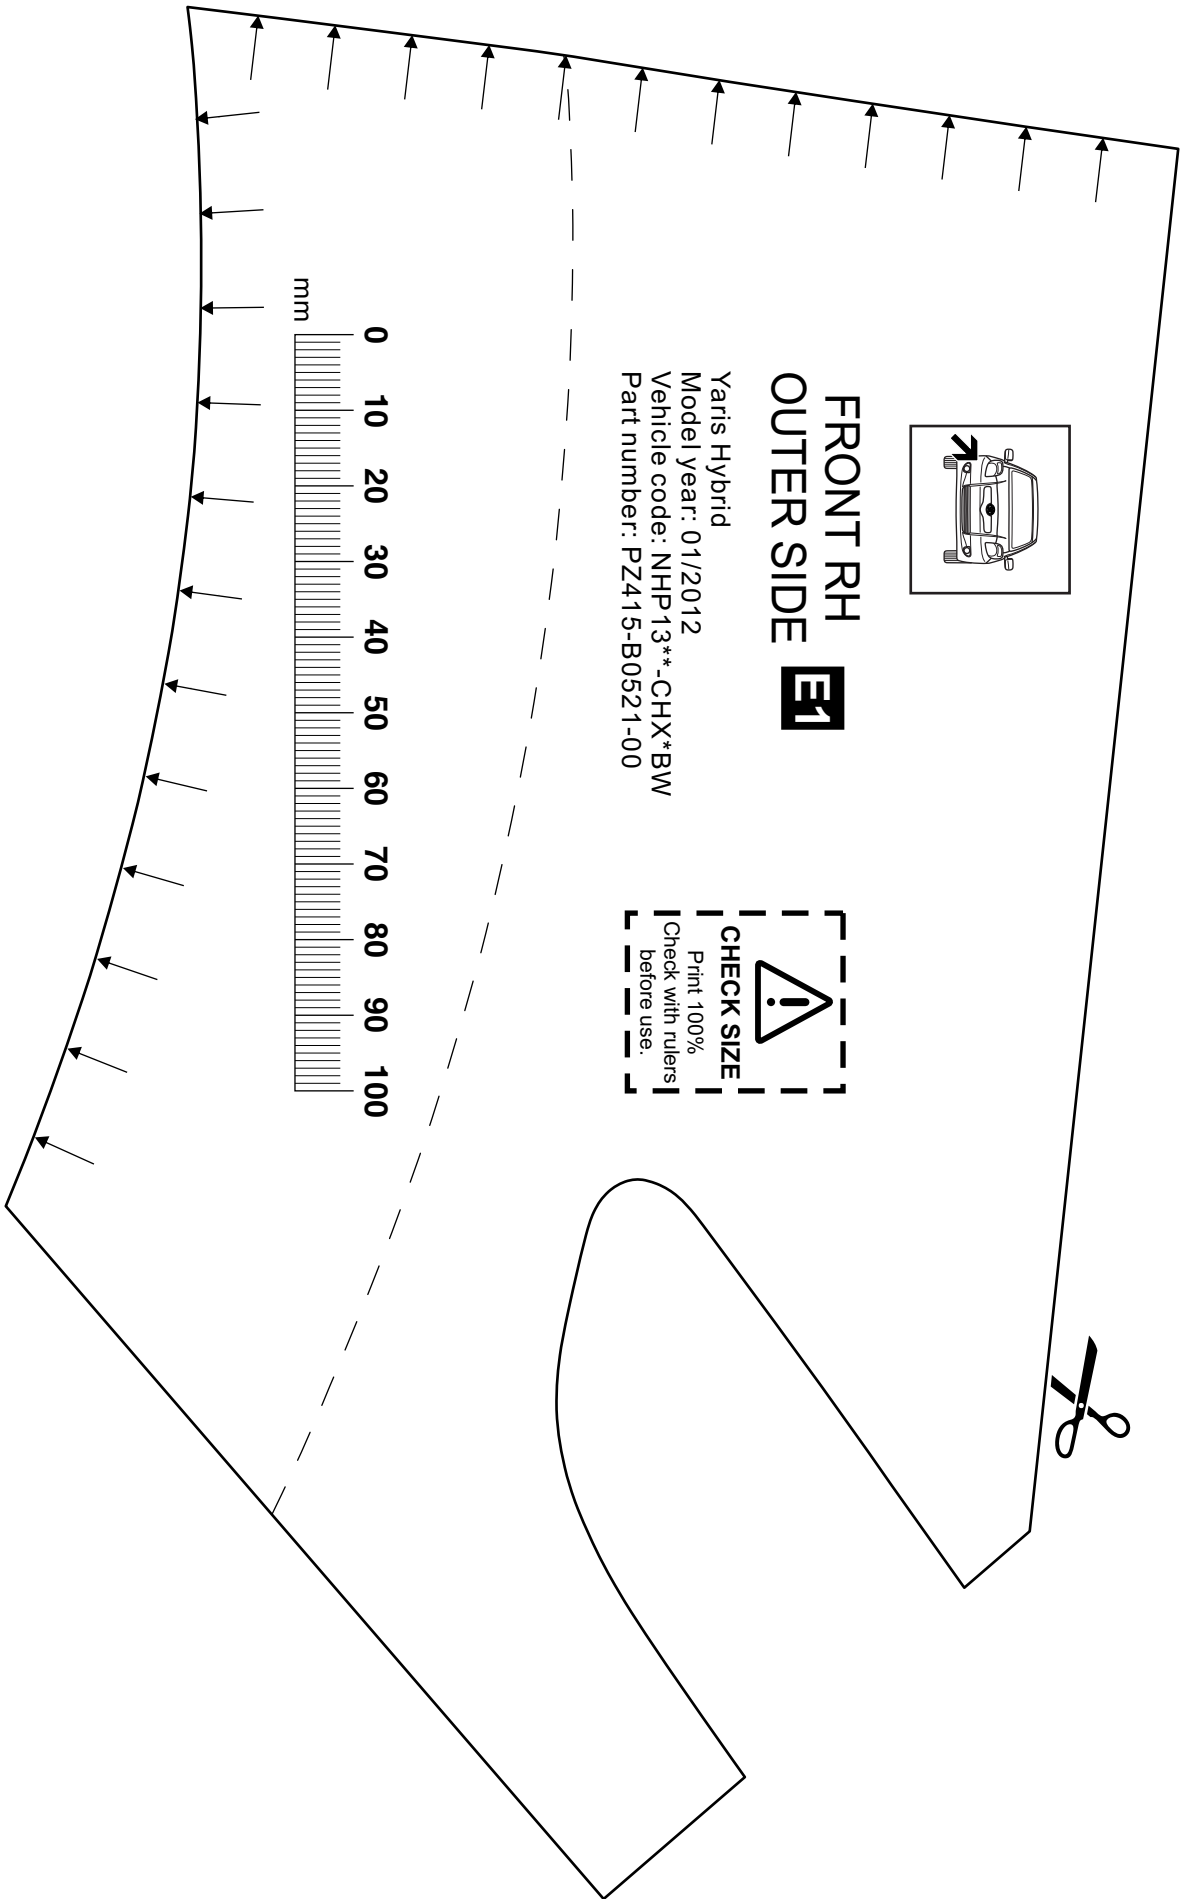 FRONT RH
OUTER SIDE
E1
Yaris Hybrid
Model year: 01/2012
Vehicle code: NHP13**-CHX*BW
Part number: PZ415-B0521-00
CHECK SIZE
Print 100%
Check with rulers
before use.
mm
0 10 20 30 40 50 60 70 80 90 100